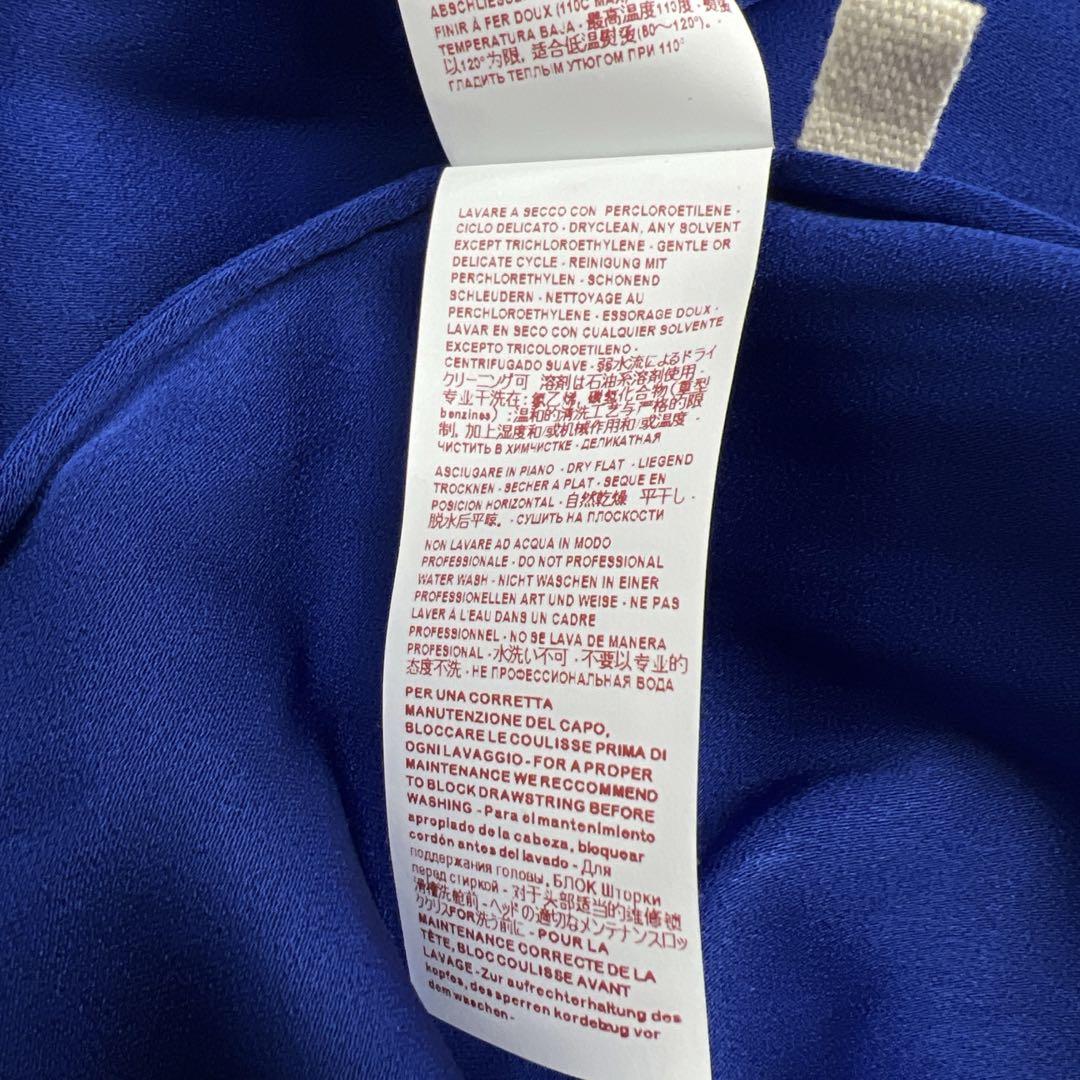 ABSCHLIESSE
FINIR À FER DOUX (110C MAX
TEMPERATURA BAJA - 最高温度110度 - 熨
以120°为限, 适合低温熨烫(80～120°). -
ГЛАДИТЬ ТЕПЛЫМ УТЮГОМ ПРИ 110°
LAVARE A SECCO CON PERCLOROETILENE -
CICLO DELICATO - DRYCLEAN, ANY SOLVENT
EXCEPT TRICHLOROETHYLENE - GENTLE OR
DELICATE CYCLE - REINIGUNG MIT
PERCHLORETHYLEN - SCHONEND
SCHLEUDERN - NETTOYAGE AU
PERCHLOROETYLENE - ESSORAGE DOUX -
LAVAR EN SECO CON CUALQUIER SOLVENTE
EXCEPTO TRICOLOROETILENO -
CENTRIFUGADO SUAVE - 弱水流によるドライ
クリーニング可 溶剤は石油系溶剤使用 -
专业干洗在: 氯乙烯, 碳氢化合物 (重型
benzines) :温和的清洗工艺与严格的限
制, 加上湿度和/或机械作用和/或温度 -
ЧИСТИТЬ В ХИМЧИСТКЕ - ДЕЛИКАТНАЯ
ASCIUGARE IN PIANO - DRY FLAT - LIEGEND
TROCKNEN - SECHER A PLAT - SEQUE EN
POSICION HORIZONTAL - 自然乾燥 平干し -
脱水后平晾。 - СУШИТЬ НА ПЛОСКОСТИ
NON LAVARE AD ACQUA IN MODO
PROFESSIONALE - DO NOT PROFESSIONAL
WATER WASH - NICHT WASCHEN IN EINER
PROFESSIONELLEN ART UND WEISE - NE PAS
LAVER À L'EAU DANS UN CADRE
PROFESSIONNEL - NO SE LAVA DE MANERA
PROFESIONAL - 水洗い不可 - 不要以专业的
态度不洗 - НЕ ПРОФЕССИОНАЛЬНАЯ ВОДА
PER UNA CORRETTA
MANUTENZIONE DEL CAPO,
BLOCCARE LE COULISSE PRIMA DI
OGNI LAVAGGIO - FOR A PROPER
MAINTENANCE WE RECCOMMEND
TO BLOCK DRAWSTRING BEFORE
WASHING - Para el mantenimiento
apropiado de la cabeza, bloquear
cordón antes del lavado - Для
поддержания головы, БЛОК Шторки
перед стиркой - 对于头部适当的维修锁
滑槽洗舱前 - ヘッドの適切なメンテナンスロッ
ククリスFOR洗う前に - POUR LA
MAINTENANCE CORRECTE DE LA
TÊTE, BLOC COULISSE AVANT
LAVAGE - Zur aufrechterhaltung des
kopfes, des sperren kordelzug vor
dem waschen -